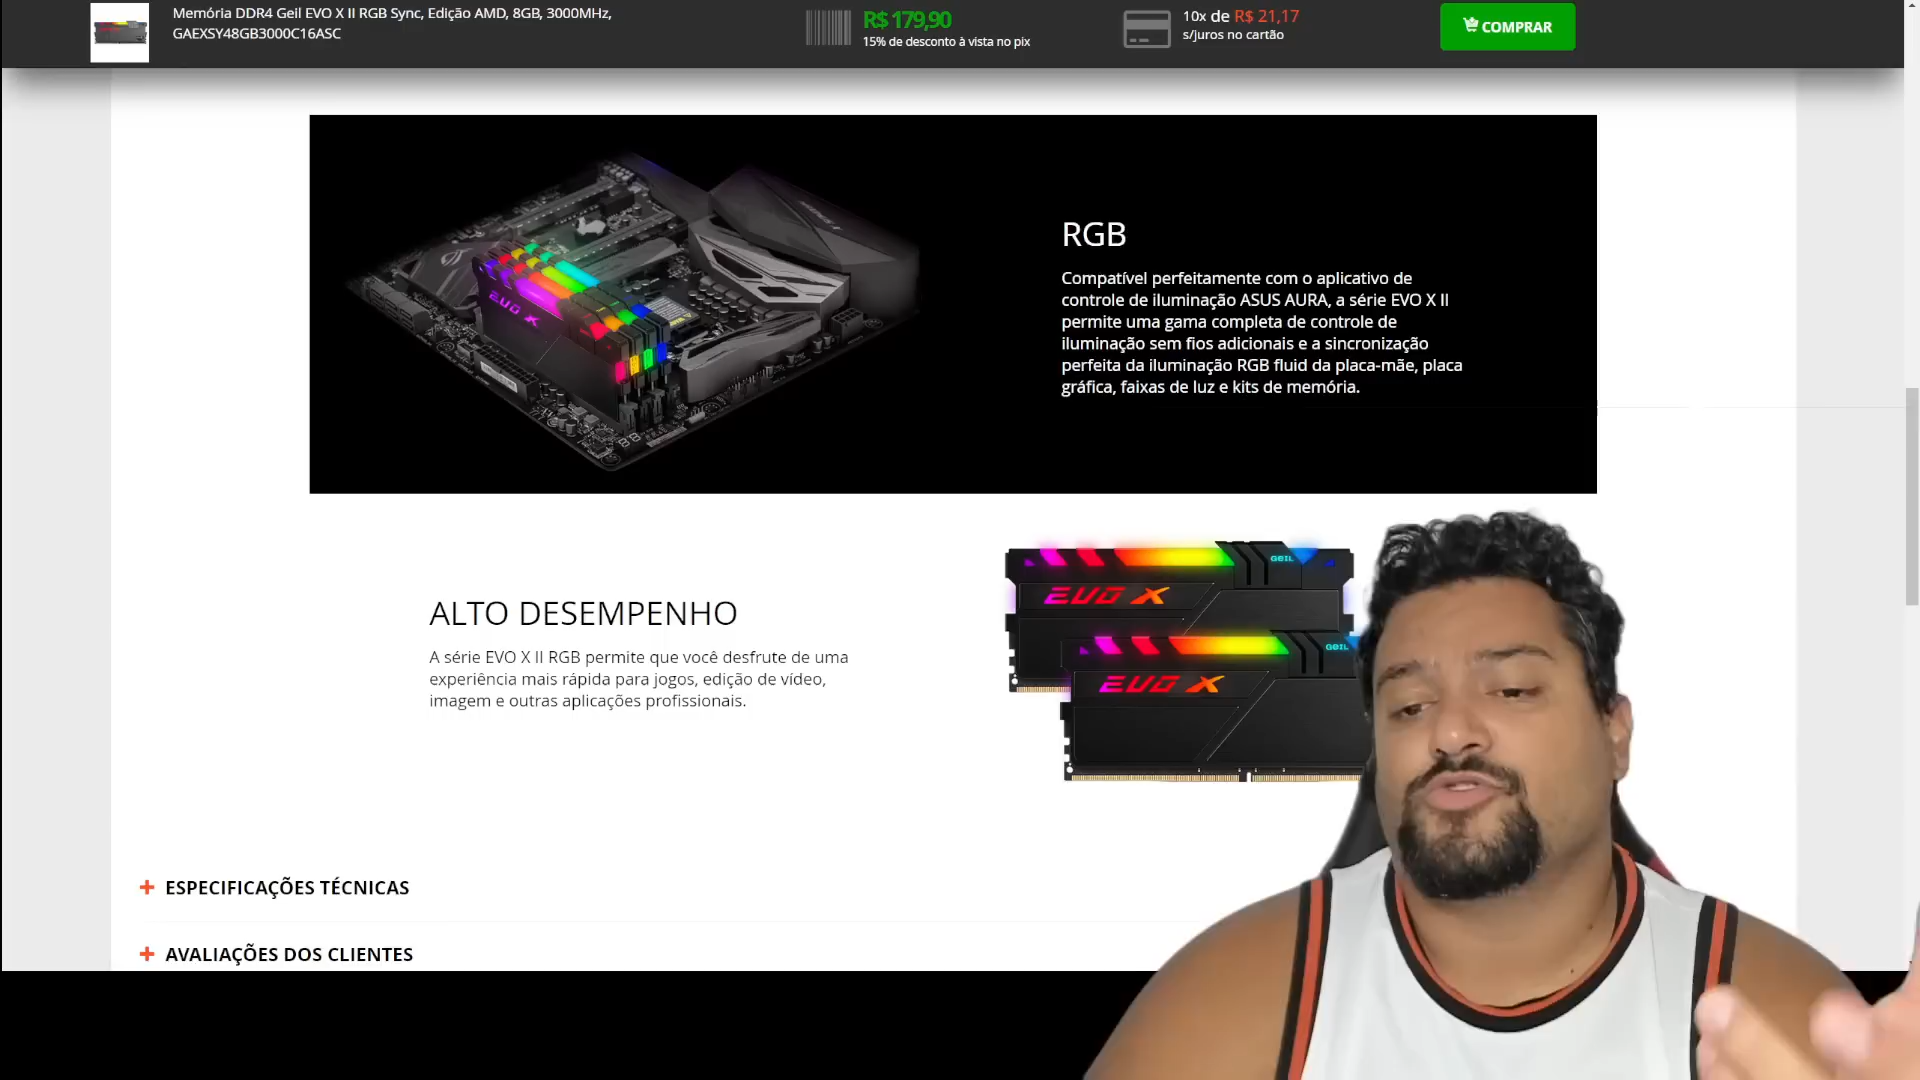 Memória DDR4 Geil EVO X II RGB Sync, Edição AMD, 8GB, 3000MHz,
GAEXSY48GB3000C16ASC
R$ 179,90
15% de desconto à vista no pix
10x de R$ 21,17
s/juros no cartão
COMPRAR
EVO X
RGB
Compatível perfeitamente com o aplicativo de
controle de iluminação ASUS AURA, a série EVO X II
permite uma gama completa de controle de
iluminação sem fios adicionais e a sincronização
perfeita da iluminação RGB fluid da placa-mãe, placa
gráfica, faixas de luz e kits de memória.
GEIL
EVO X
GEIL
EVO X
ALTO DESEMPENHO
A série EVO X II RGB permite que você desfrute de uma
experiência mais rápida para jogos, edição de vídeo,
imagem e outras aplicações profissionais.
+ ESPECIFICAÇÕES TÉCNICAS
+ AVALIAÇÕES DOS CLIENTES